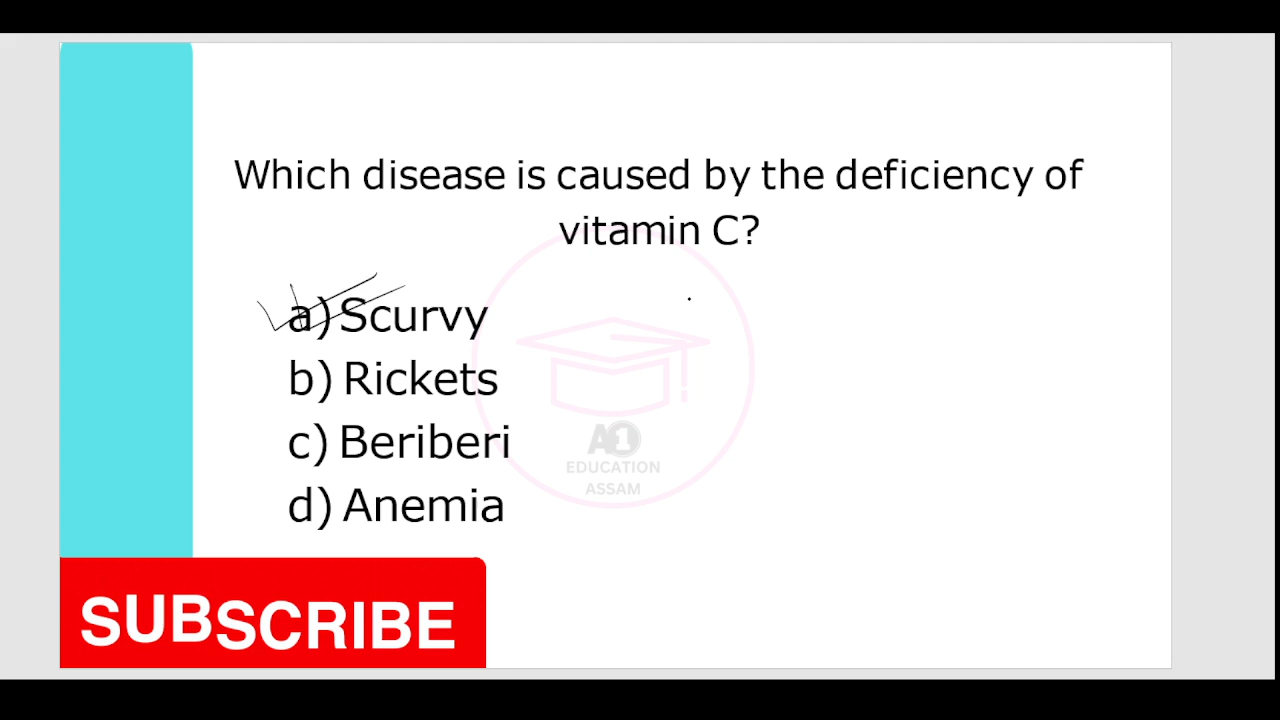 Which disease is caused by the deficiency of
vitamin C?
a) Scurvy
b) Rickets
c) Beriberi
d) Anemia
A1
EDUCATION
ASSAM
SUBSCRIBE